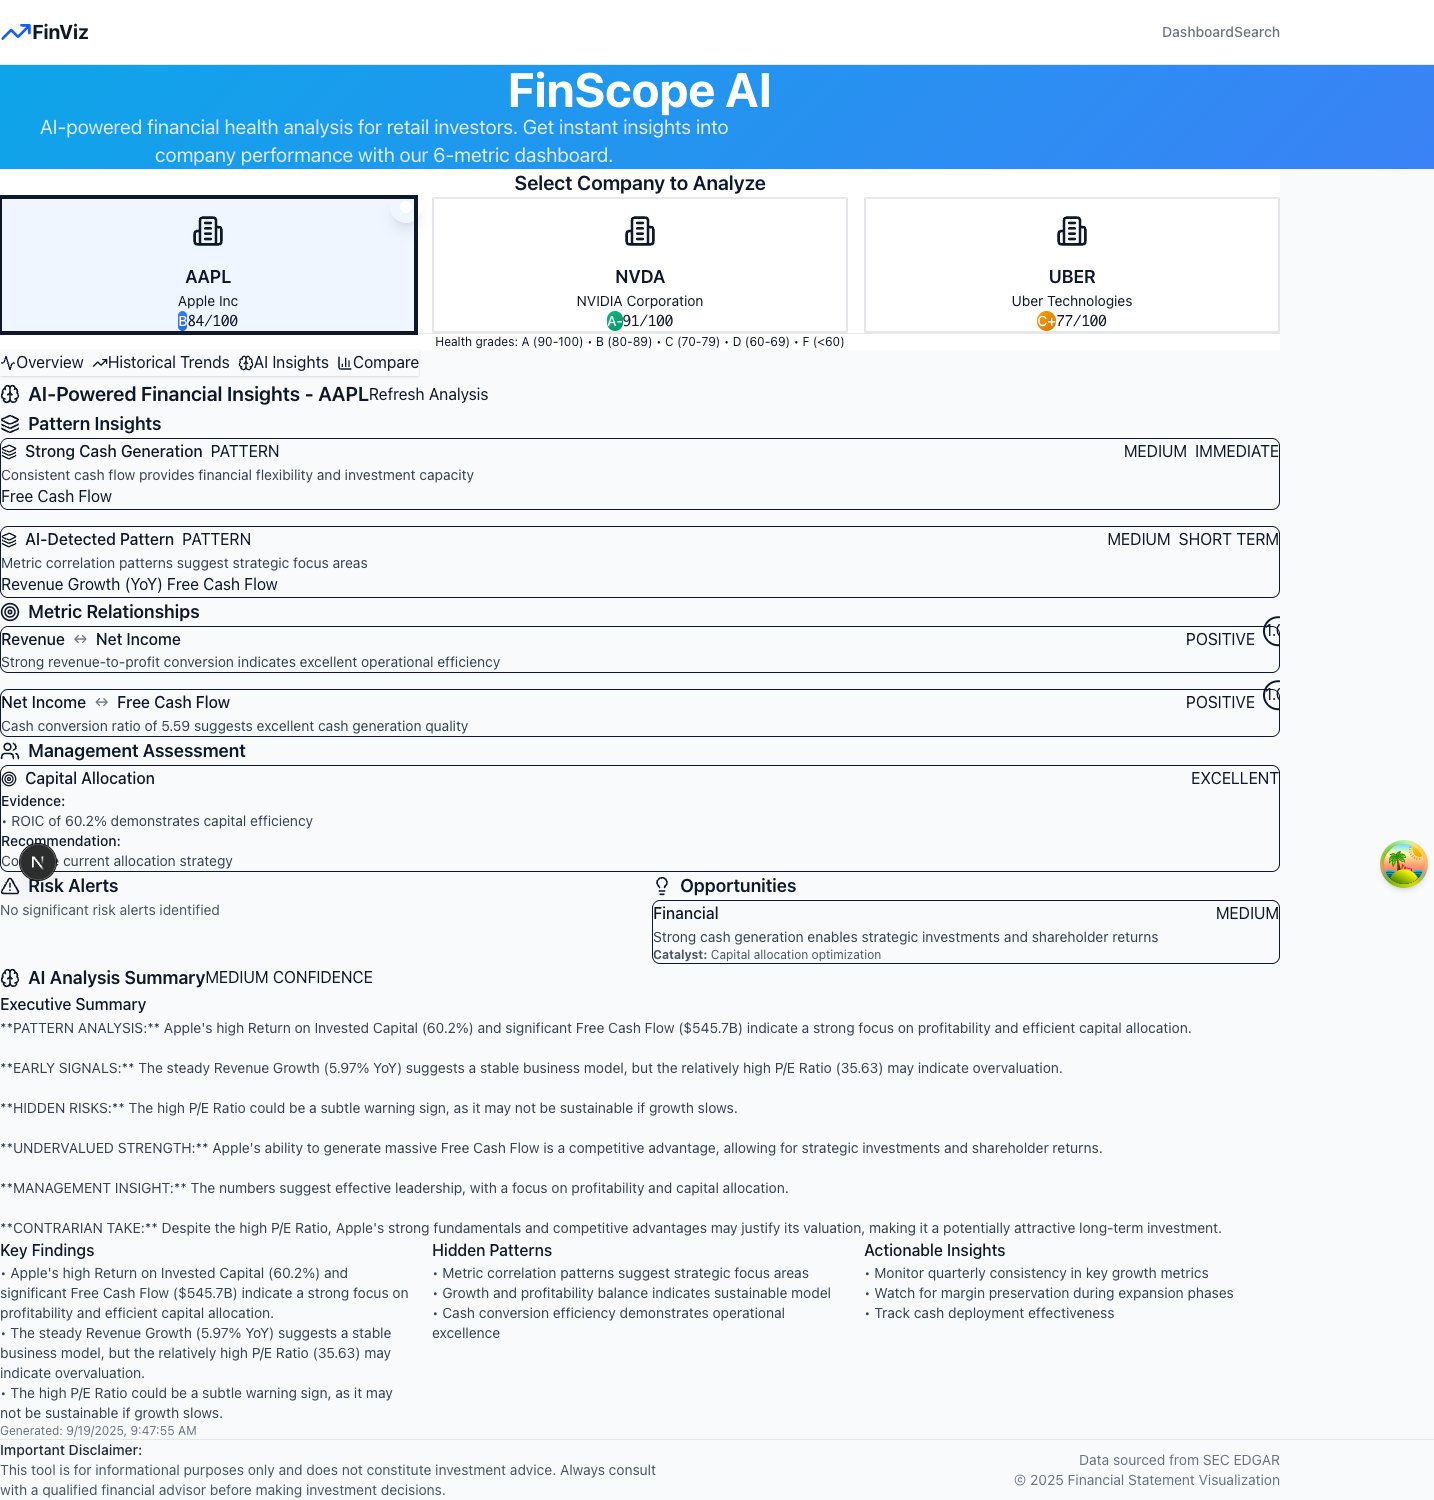 FinViz
DashboardSearch
FinScope AI
AI-powered financial health analysis for retail investors. Get instant insights into
company performance with our 6-metric dashboard.
Select Company to Analyze
AAPL
Apple Inc
B84/100
NVDA
NVIDIA Corporation
A-91/100
UBER
Uber Technologies
C+77/100
Health grades: A (90-100) • B (80-89) • C (70-79) • D (60-69) • F (<60)
Overview Historical Trends AI Insights Compare
AI-Powered Financial Insights - AAPLRefresh Analysis
Pattern Insights
Strong Cash Generation PATTERN MEDIUM IMMEDIATE
Consistent cash flow provides financial flexibility and investment capacity
Free Cash Flow
AI-Detected Pattern PATTERN MEDIUM SHORT TERM
Metric correlation patterns suggest strategic focus areas
Revenue Growth (YoY) Free Cash Flow
Metric Relationships
Revenue ↔ Net Income POSITIVE
Strong revenue-to-profit conversion indicates excellent operational efficiency
Net Income ↔ Free Cash Flow POSITIVE
Cash conversion ratio of 5.59 suggests excellent cash generation quality
Management Assessment
Capital Allocation EXCELLENT
Evidence:
• ROIC of 60.2% demonstrates capital efficiency
Recommendation:
current allocation strategy
N
Risk Alerts
No significant risk alerts identified
Opportunities
Financial MEDIUM
Strong cash generation enables strategic investments and shareholder returns
Catalyst: Capital allocation optimization
AI Analysis SummaryMEDIUM CONFIDENCE
Executive Summary
**PATTERN ANALYSIS:** Apple's high Return on Invested Capital (60.2%) and significant Free Cash Flow ($545.7B) indicate a strong focus on profitability and efficient capital allocation.
**EARLY SIGNALS:** The steady Revenue Growth (5.97% YoY) suggests a stable business model, but the relatively high P/E Ratio (35.63) may indicate overvaluation.
**HIDDEN RISKS:** The high P/E Ratio could be a subtle warning sign, as it may not be sustainable if growth slows.
**UNDERVALUED STRENGTH:** Apple's ability to generate massive Free Cash Flow is a competitive advantage, allowing for strategic investments and shareholder returns.
**MANAGEMENT INSIGHT:** The numbers suggest effective leadership, with a focus on profitability and capital allocation.
**CONTRARIAN TAKE:** Despite the high P/E Ratio, Apple's strong fundamentals and competitive advantages may justify its valuation, making it a potentially attractive long-term investment.
Key Findings
• Apple's high Return on Invested Capital (60.2%) and
significant Free Cash Flow ($545.7B) indicate a strong focus on
profitability and efficient capital allocation.
• The steady Revenue Growth (5.97% YoY) suggests a stable
business model, but the relatively high P/E Ratio (35.63) may
indicate overvaluation.
• The high P/E Ratio could be a subtle warning sign, as it may
not be sustainable if growth slows.
Hidden Patterns
• Metric correlation patterns suggest strategic focus areas
• Growth and profitability balance indicates sustainable model
• Cash conversion efficiency demonstrates operational
excellence
Actionable Insights
• Monitor quarterly consistency in key growth metrics
• Watch for margin preservation during expansion phases
• Track cash deployment effectiveness
Generated: 9/19/2025, 9:47:55 AM
Important Disclaimer:
This tool is for informational purposes only and does not constitute investment advice. Always consult
with a qualified financial advisor before making investment decisions.
Data sourced from SEC EDGAR
© 2025 Financial Statement Visualization